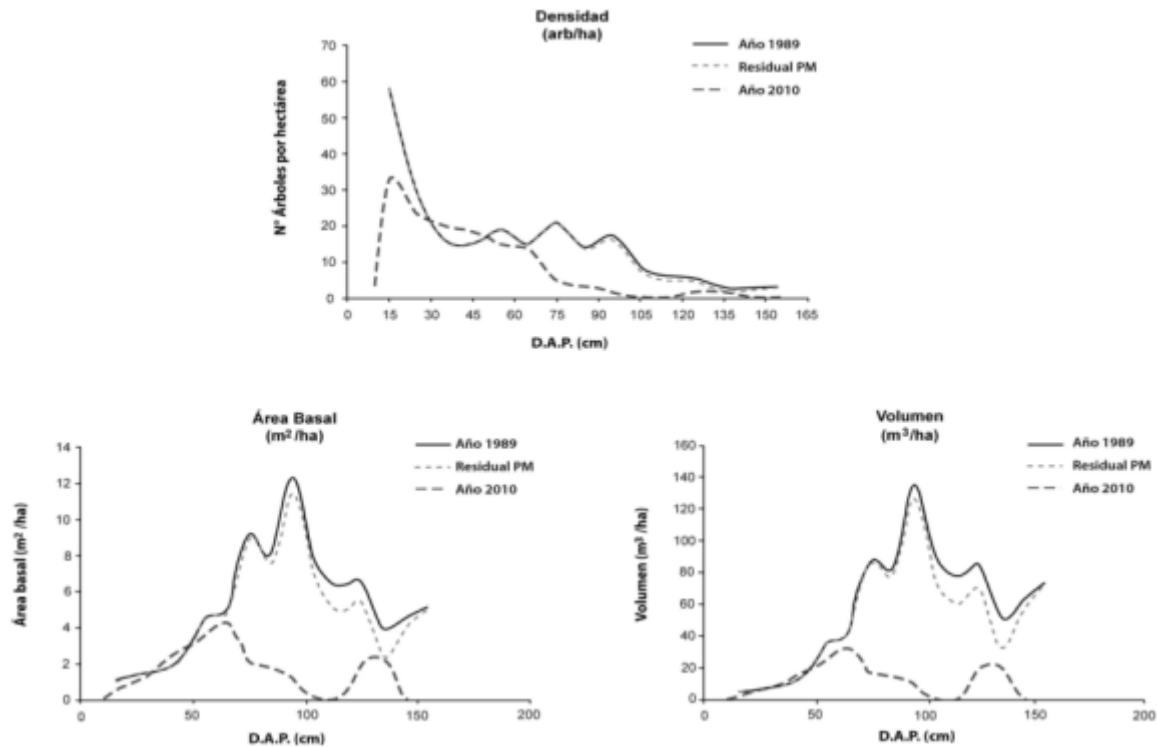 Densidad
(arb/ha)
Año 1989
Residual PM
Año 2010
N° Árboles por hectárea
70
60
50
40
30
20
10
0
0 15 30 45 60 75 90 105 120 135 150 165
D.A.P. (cm)
Área Basal
(m²/ha)
Año 1989
Residual PM
Año 2010
Área basal (m²/ha)
14
12
10
8
6
4
2
0
0 50 100 150 200
D.A.P. (cm)
Volumen
(m³/ha)
Año 1989
Residual PM
Año 2010
Volumen (m³/ha)
160
140
120
100
80
60
40
20
0
0 50 100 150 200
D.A.P. (cm)